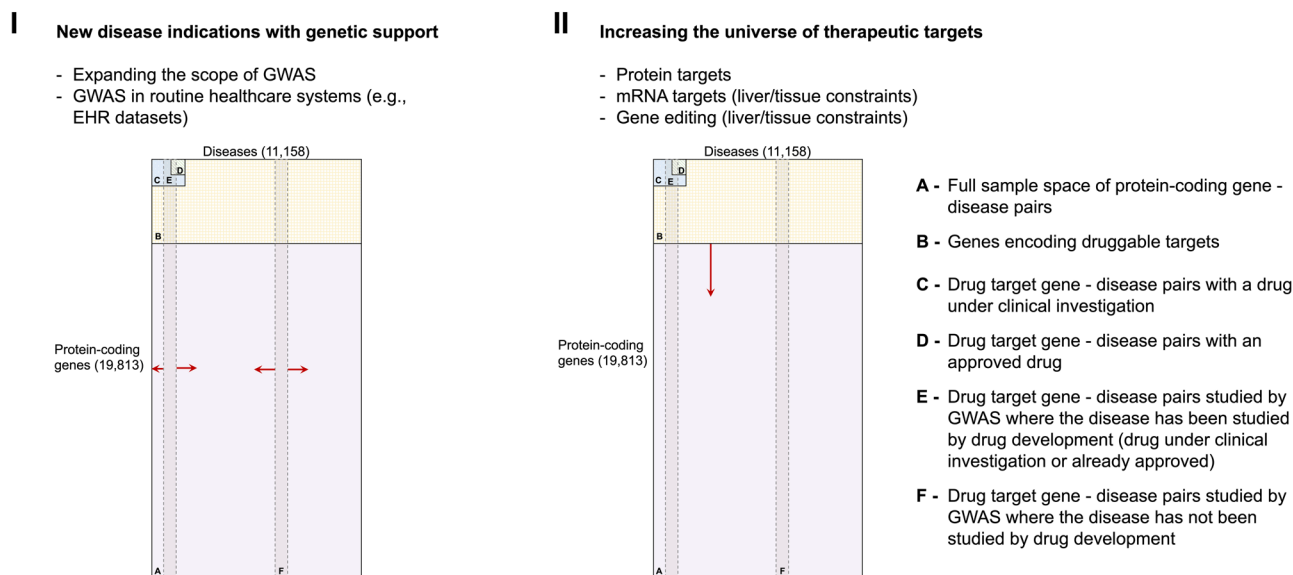 I
New disease indications with genetic support
- Expanding the scope of GWAS
- GWAS in routine healthcare systems (e.g.,
EHR datasets)
Diseases (11,158)
D
C E
B
Protein-coding
genes (19,813)
A
F
II
Increasing the universe of therapeutic targets
- Protein targets
- mRNA targets (liver/tissue constraints)
- Gene editing (liver/tissue constraints)
Diseases (11,158)
D
C E
B
Protein-coding
genes (19,813)
A
F
A - Full sample space of protein-coding gene -
disease pairs
B - Genes encoding druggable targets
C - Drug target gene - disease pairs with a drug
under clinical investigation
D - Drug target gene - disease pairs with an
approved drug
E - Drug target gene - disease pairs studied by
GWAS where the disease has been studied
by drug development (drug under clinical
investigation or already approved)
F - Drug target gene - disease pairs studied by
GWAS where the disease has not been
studied by drug development